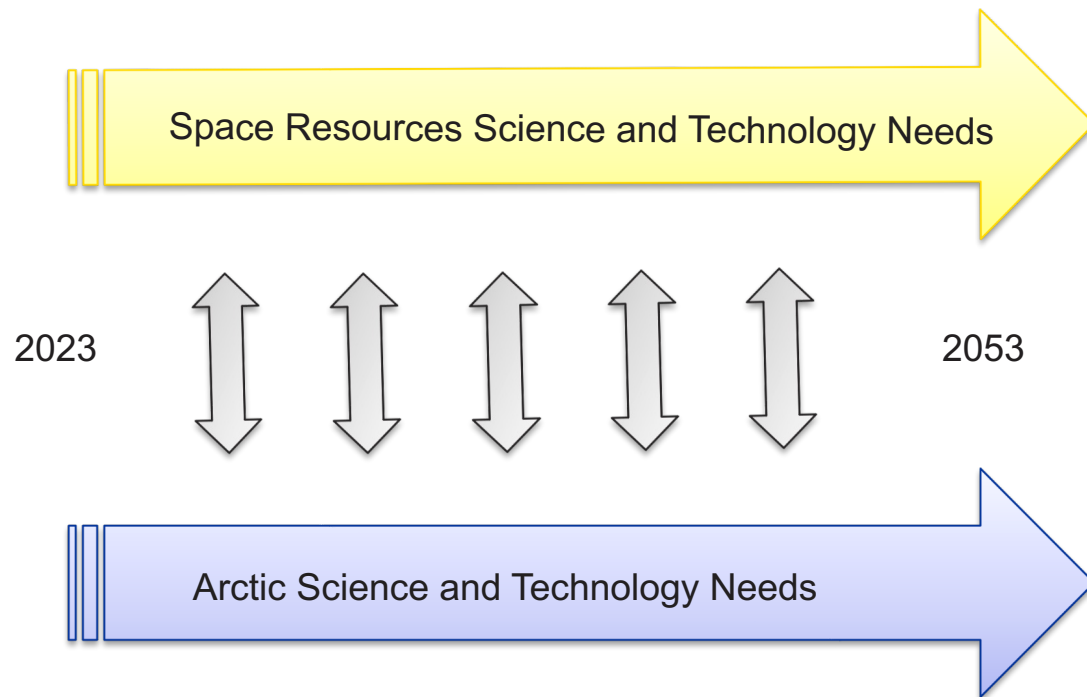 Space Resources Science and Technology Needs
2023
2053
Arctic Science and Technology Needs